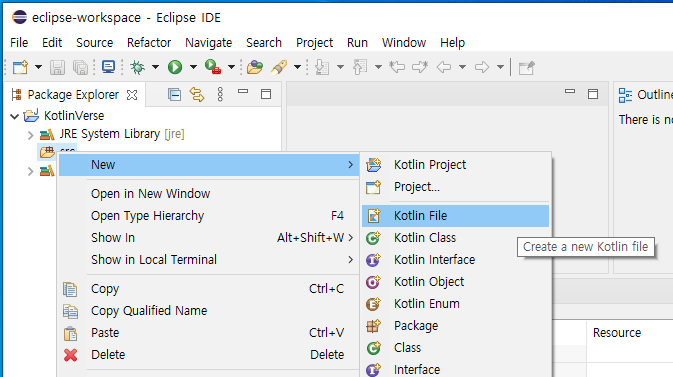 eclipse-workspace - Eclipse IDE
File Edit Source Refactor Navigate Search Project Run Window Help
Package Explorer
Outline
KotlinVerse
JRE System Library [jre]
There is no
src
New
Open in New Window
Open Type Hierarchy F4
Show In Alt+Shift+W
Show in Local Terminal
Copy Ctrl+C
Copy Qualified Name
Paste Ctrl+V
Delete Delete
Kotlin Project
Project...
Kotlin File
Kotlin Class
Kotlin Interface
Kotlin Object
Kotlin Enum
Package
Class
Interface
Create a new Kotlin file
Resource